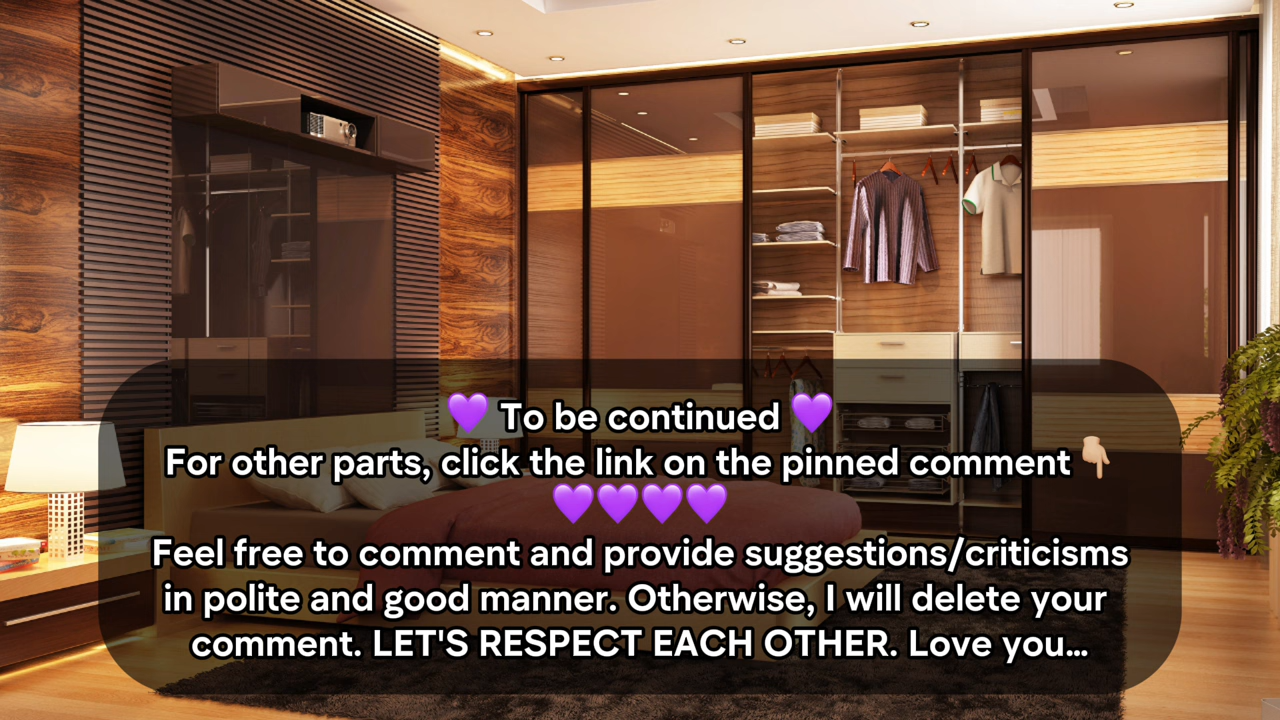 💜 To be continued 💜
For other parts, click the link on the pinned comment 👇🏻
💜💜💜💜
Feel free to comment and provide suggestions/criticisms
in polite and good manner. Otherwise, I will delete your
comment. LET'S RESPECT EACH OTHER. Love you...